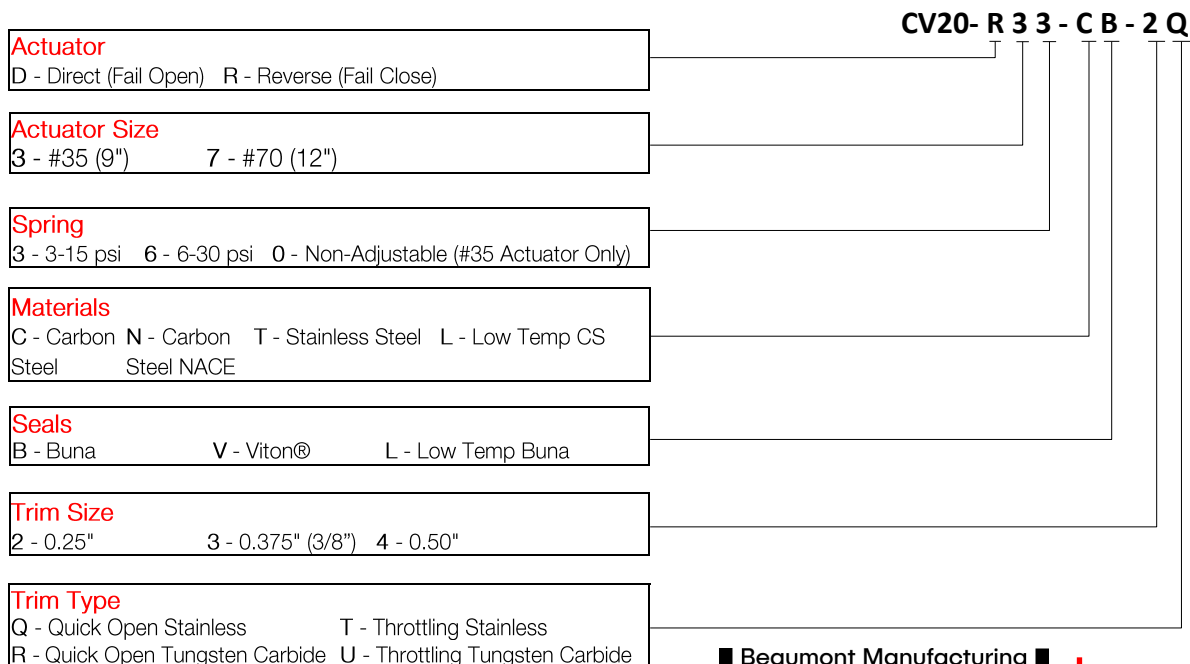 CV20- R 3 3 - C B - 2 Q
Actuator
D - Direct (Fail Open) R - Reverse (Fail Close)
Actuator Size
3 - #35 (9") 7 - #70 (12")
Spring
3 - 3-15 psi 6 - 6-30 psi 0 - Non-Adjustable (#35 Actuator Only)
Materials
C - Carbon N - Carbon T - Stainless Steel L - Low Temp CS
Steel Steel NACE
Seals
B - Buna V - Viton® L - Low Temp Buna
Trim Size
2 - 0.25" 3 - 0.375" (3/8”) 4 - 0.50"
Trim Type
Q - Quick Open Stainless T - Throttling Stainless
R - Quick Open Tungsten Carbide U - Throttling Tungsten Carbide
■ Beaumont Manufacturing ■